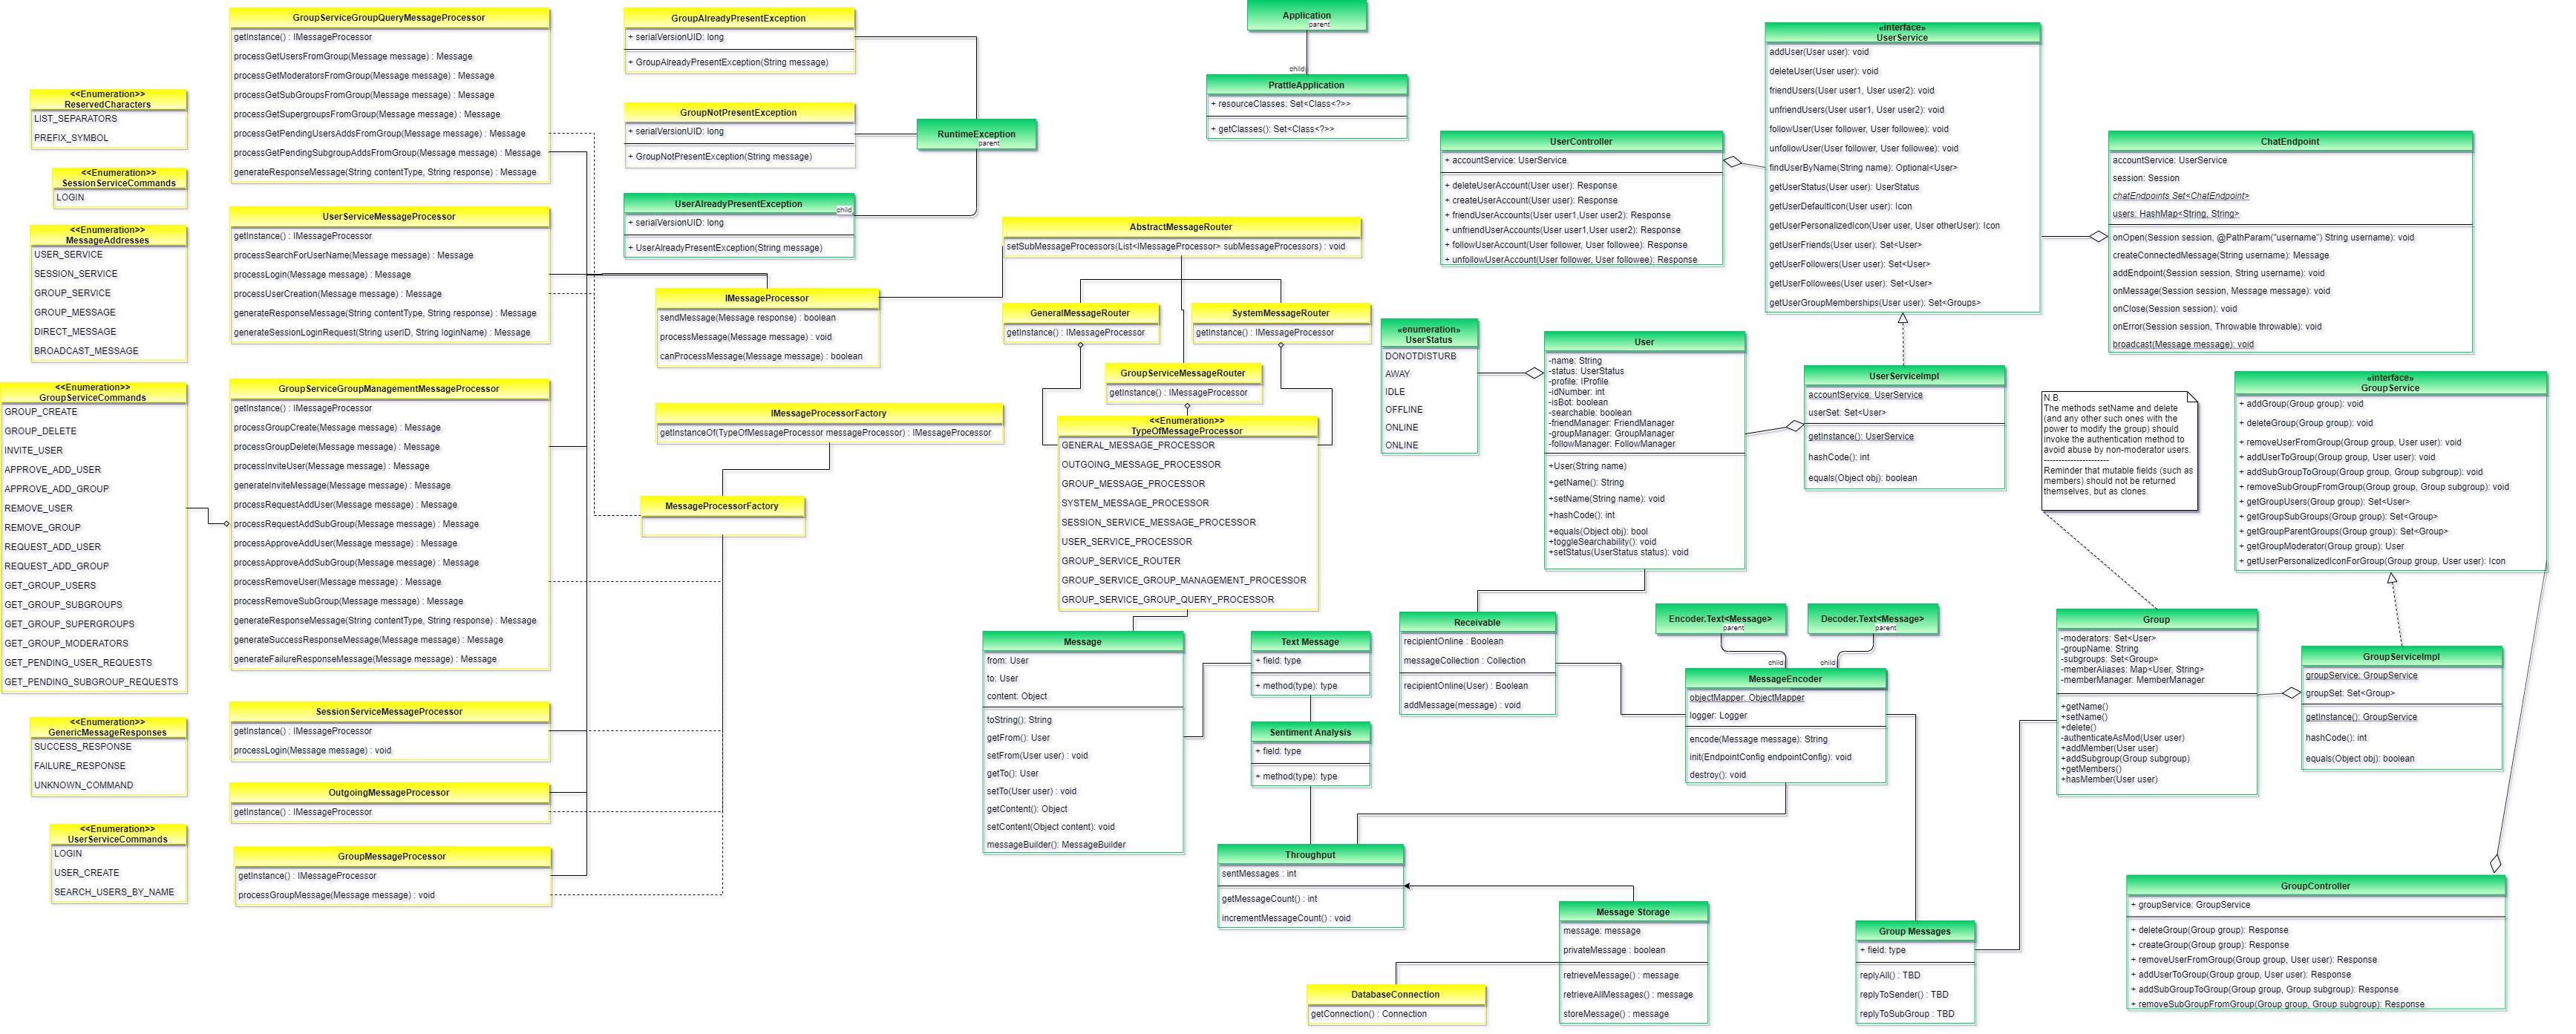 GroupServiceGroupQueryMessageProcessor
getInstance() : IMessageProcessor
processGetUsersFromGroup(Message message) : Message
processGetModeratorsFromGroup(Message message) : Message
processGetSubGroupsFromGroup(Message message) : Message
processGetSupergroupsFromGroup(Message message) : Message
processGetPendingUsersAddsFromGroup(Message message) : Message
processGetPendingSubgroupAddsFromGroup(Message message) : Message
generateResponseMessage(String contentType, String response) : Message
<<Enumeration>>
ReservedCharacters
LIST_SEPARATORS
PREFIX_SYMBOL
<<Enumeration>>
SessionServiceCommands
LOGIN
<<Enumeration>>
MessageAddresses
USER_SERVICE
SESSION_SERVICE
GROUP_SERVICE
GROUP_MESSAGE
DIRECT_MESSAGE
BROADCAST_MESSAGE
<<Enumeration>>
GroupServiceCommands
GROUP_CREATE
GROUP_DELETE
INVITE_USER
APPROVE_ADD_USER
APPROVE_ADD_GROUP
REMOVE_USER
REMOVE_GROUP
REQUEST_ADD_USER
REQUEST_ADD_GROUP
GET_GROUP_USERS
GET_GROUP_SUBGROUPS
GET_GROUP_SUPERGROUPS
GET_GROUP_MODERATORS
GET_PENDING_USER_REQUESTS
GET_PENDING_SUBGROUP_REQUESTS
<<Enumeration>>
GenericMessageResponses
SUCCESS_RESPONSE
FAILURE_RESPONSE
UNKNOWN_COMMAND
<<Enumeration>>
UserServiceCommands
LOGIN
USER_CREATE
SEARCH_USERS_BY_NAME
UserServiceMessageProcessor
getInstance() : IMessageProcessor
processSearchForUserName(Message message) : Message
processLogin(Message message) : Message
processUserCreation(Message message) : Message
generateResponseMessage(String contentType, String response) : Message
generateSessionLoginRequest(String userID, String loginName) : Message
GroupServiceGroupManagementMessageProcessor
getInstance() : IMessageProcessor
processGroupCreate(Message message) : Message
processGroupDelete(Message message) : Message
processInviteUser(Message message) : Message
generateInviteMessage(Message message) : Message
processRequestAddUser(Message message) : Message
processRequestAddSubGroup(Message message) : Message
processApproveAddUser(Message message) : Message
processApproveAddSubGroup(Message message) : Message
processRemoveUser(Message message) : Message
processRemoveSubGroup(Message message) : Message
generateResponseMessage(String contentType, String response) : Message
generateSuccessResponseMessage(Message message) : Message
generateFailureResponseMessage(Message message) : Message
SessionServiceMessageProcessor
getInstance() : IMessageProcessor
processLogin(Message message) : void
OutgoingMessageProcessor
getInstance() : IMessageProcessor
GroupMessageProcessor
getInstance() : IMessageProcessor
processGroupMessage(Message message) : void
GroupAlreadyPresentException
+ serialVersionUID: long
+ GroupAlreadyPresentException(String message)
GroupNotPresentException
+ serialVersionUID: long
+ GroupNotPresentException(String message)
UserAlreadyPresentException
child
+ serialVersionUID: long
+ UserAlreadyPresentException(String message)
RuntimeException
parent
IMessageProcessor
sendMessage(Message response) : boolean
processMessage(Message message) : void
canProcessMessage(Message message) : boolean
IMessageProcessorFactory
getInstanceOf(TypeOfMessageProcessor messageProcessor) : IMessageProcessor
MessageProcessorFactory
AbstractMessageRouter
setSubMessageProcessors(List<IMessageProcessor> subMessageProcessors) : void
GeneralMessageRouter
getInstance() : IMessageProcessor
SystemMessageRouter
getInstance() : IMessageProcessor
GroupServiceMessageRouter
getInstance() : IMessageProcessor
<<Enumeration>>
TypeOfMessageProcessor
GENERAL_MESSAGE_PROCESSOR
OUTGOING_MESSAGE_PROCESSOR
GROUP_MESSAGE_PROCESSOR
SYSTEM_MESSAGE_PROCESSOR
SESSION_SERVICE_MESSAGE_PROCESSOR
USER_SERVICE_PROCESSOR
GROUP_SERVICE_ROUTER
GROUP_SERVICE_GROUP_MANAGEMENT_PROCESSOR
GROUP_SERVICE_GROUP_QUERY_PROCESSOR
Message
from: User
to: User
content: Object
toString(): String
getFrom(): User
setFrom(User user) : void
getTo(): User
setTo(User user) : void
getContent(): Object
setContent(Object content): void
messageBuilder(): MessageBuilder
Text Message
+ field: type
+ method(type): type
Sentiment Analysis
+ field: type
+ method(type): type
Throughput
sentMessages : int
getMessageCount() : int
incrementMessageCount() : void
DatabaseConnection
getConnection() : Connection
Message Storage
message: message
privateMessage : boolean
retrieveMessage() : message
retrieveAllMessages() : message
storeMessage() : message
Application
parent
child
PrattleApplication
+ resourceClasses: Set<Class<?>>
+ getClasses(): Set<Class<?>>
UserController
+ accountService: UserService
+ deleteUserAccount(User user): Response
+ createUserAccount(User user): Response
+ friendUserAccounts(User user1,User user2): Response
+ unfriendUserAccounts(User user1,User user2): Response
+ followUserAccount(User follower, User followee): Response
+ unfollowUserAccount(User follower, User followee): Response
«interface»
UserService
addUser(User user): void
deleteUser(User user): void
friendUsers(User user1, User user2): void
unfriendUsers(User user1, User user2): void
followUser(User follower, User followee): void
unfollowUser(User follower, User followee): void
findUserByName(String name): Optional<User>
getUserStatus(User user): UserStatus
getUserDefaultIcon(User user): Icon
getUserPersonalizedIcon(User user, User otherUser): Icon
getUserFriends(User user): Set<User>
getUserFollowers(User user): Set<User>
getUserFollowees(User user): Set<User>
getUserGroupMemberships(User user): Set<Groups>
ChatEndpoint
accountService: UserService
session: Session
chatEndpoints Set<ChatEndpoint>
users: HashMap<String, String>
onOpen(Session session, @PathParam("username") String username): void
createConnectedMessage(String username): Message
addEndpoint(Session session, String username): void
onMessage(Session session, Message message): void
onClose(Session session): void
onError(Session session, Throwable throwable): void
broadcast(Message message): void
«enumeration»
UserStatus
DONOTDISTURB
AWAY
IDLE
OFFLINE
ONLINE
ONLINE
User
-name: String
-status: UserStatus
-profile: IProfile
-idNumber: int
-isBot: boolean
-searchable: boolean
-friendManager: FriendManager
-groupManager: GroupManager
-followManager: FollowManager
+User(String name)
+getName(): String
+setName(String name): void
+hashCode(): int
+equals(Object obj): bool
+toggleSearchability(): void
+setStatus(UserStatus status): void
UserServiceImpl
accountService: UserService
userSet: Set<User>
getInstance(): UserService
hashCode(): int
equals(Object obj): boolean
N.B.
The methods setName and delete
(and any other such ones with the
power to modify the group) should
invoke the authentication method to
avoid abuse by non-moderator users.
----------------------
Reminder that mutable fields (such as
members) should not be returned
themselves, but as clones.
«interface»
GroupService
+ addGroup(Group group): void
+ deleteGroup(Group group): void
+ removeUserFromGroup(Group group, User user): void
+ addUserToGroup(Group group, User user): void
+ addSubGroupToGroup(Group group, Group subgroup): void
+ removeSubGroupFromGroup(Group group, Group subgroup): void
+ getGroupUsers(Group group): Set<User>
+ getGroupSubGroups(Group group): Set<Group>
+ getGroupParentGroups(Group group): Set<Group>
+ getGroupModerator(Group group): User
+ getUserPersonalizedIconForGroup(Group group, User user): Icon
Receivable
recipientOnline : Boolean
messageCollection : Collection
recipientOnline(User) : Boolean
addMessage(message) : void
Encoder.Text<Message>
parent
Decoder.Text<Message>
parent
child
child
MessageEncoder
objectMapper: ObjectMapper
logger: Logger
encode(Message message): String
init(EndpointConfig endpointConfig): void
destroy(): void
Group
-moderators: Set<User>
-groupName: String
-subgroups: Set<Group>
-memberAliases: Map<User, String>
-memberManager: MemberManager
+getName()
+setName()
+delete()
-authenticateAsMod(User user)
+addMember(User user)
+addSubgroup(Group subgroup)
+getMembers()
+hasMember(User user)
GroupServiceImpl
groupService: GroupService
groupSet: Set<Group>
getInstance(): GroupService
hashCode(): int
equals(Object obj): boolean
Group Messages
+ field: type
replyAll() : TBD
replyToSender() : TBD
replyToSubGroup : TBD
GroupController
+ groupService: GroupService
+ deleteGroup(Group group): Response
+ createGroup(Group group): Response
+ removeUserFromGroup(Group group, User user): Response
+ addUserToGroup(Group group, User user): Response
+ addSubGroupToGroup(Group group, Group subgroup): Response
+ removeSubGroupFromGroup(Group group, Group subgroup): Response